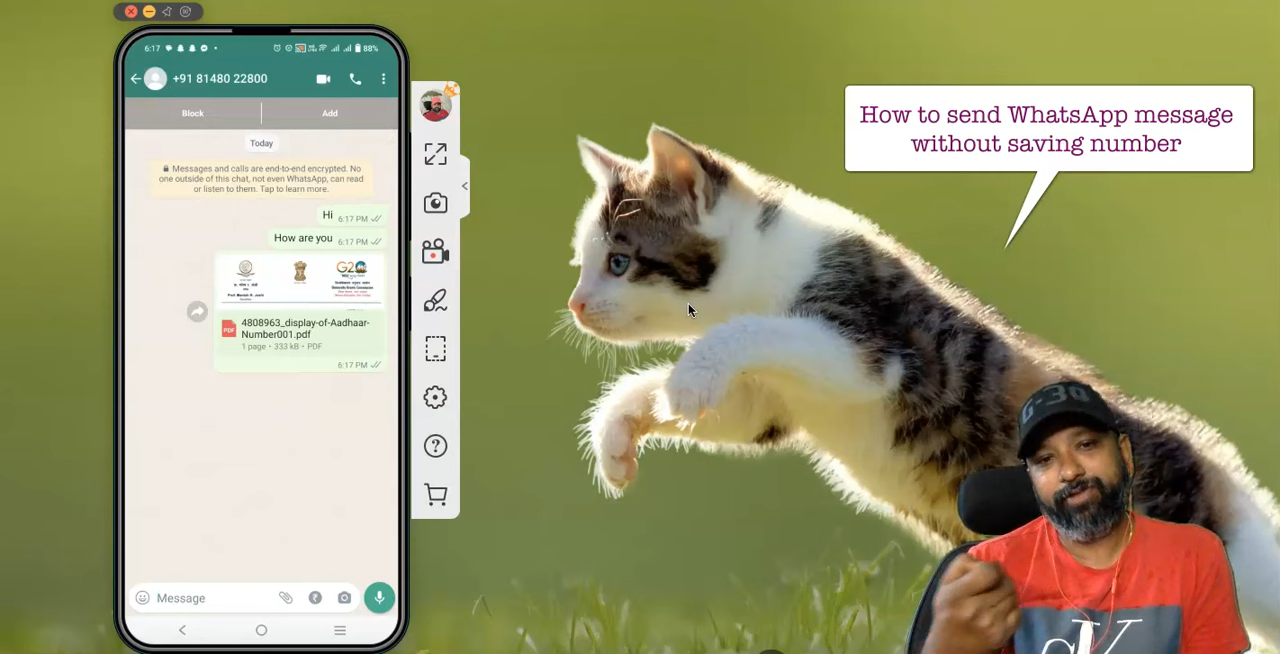 6:17
88%
+91 81480 22800
Block
Add
Today
Messages and calls are end-to-end encrypted. No
one outside of this chat, not even WhatsApp, can read
or listen to them. Tap to learn more.
Hi 6:17 PM
How are you 6:17 PM
G20
PDF
4808963_display-of-Aadhaar-
Number001.pdf
1 page • 333 kB • PDF
6:17 PM
Message
How to send WhatsApp message
without saving number
G-30